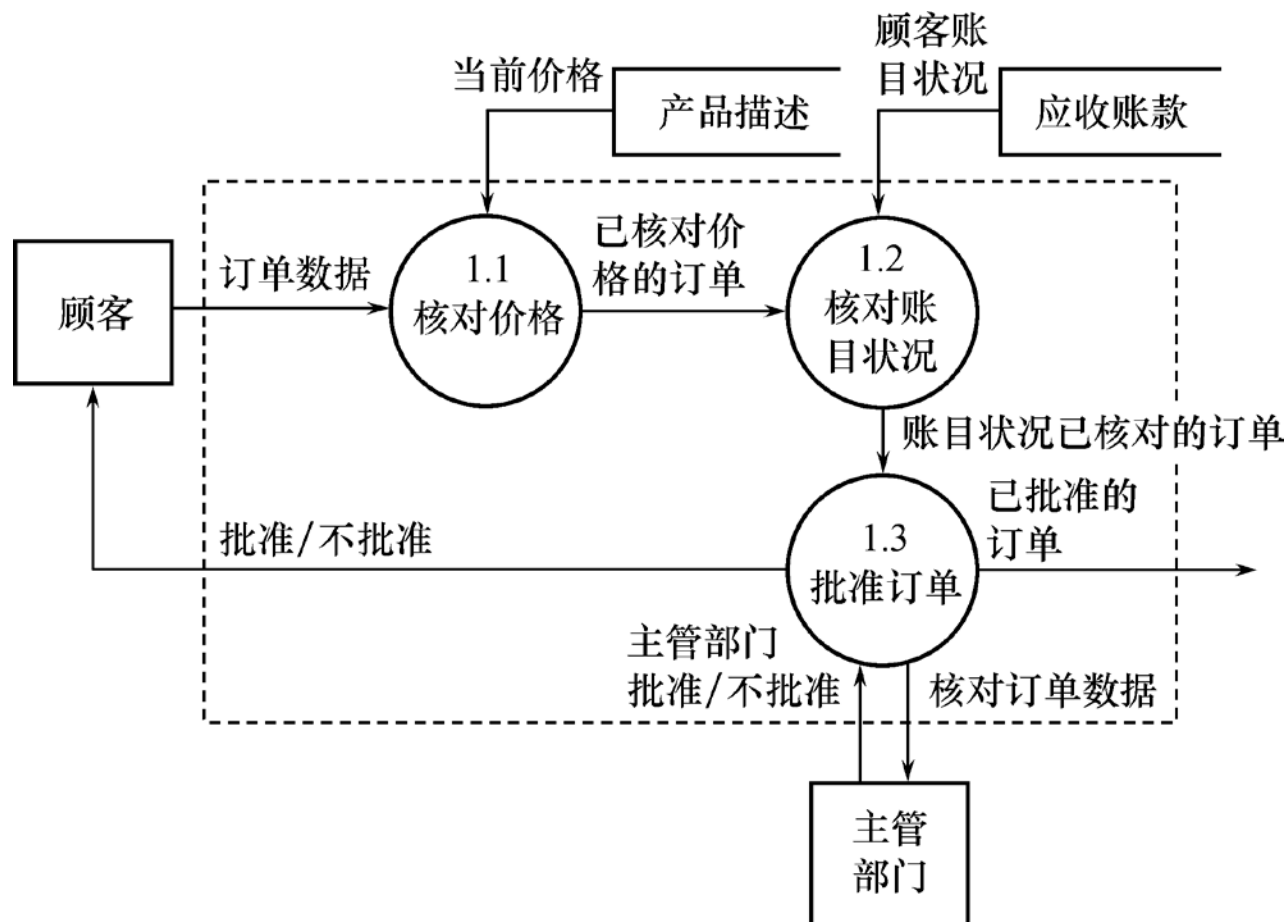 当前价格
产品描述
顾客账
目状况
应收账款
顾客
订单数据
1.1
核对价格
已核对价
格的订单
1.2
核对账
目状况
账目状况已核对的订单
批准/不批准
1.3
批准订单
已批准的
订单
主管部门
批准/不批准
核对订单数据
主管
部门